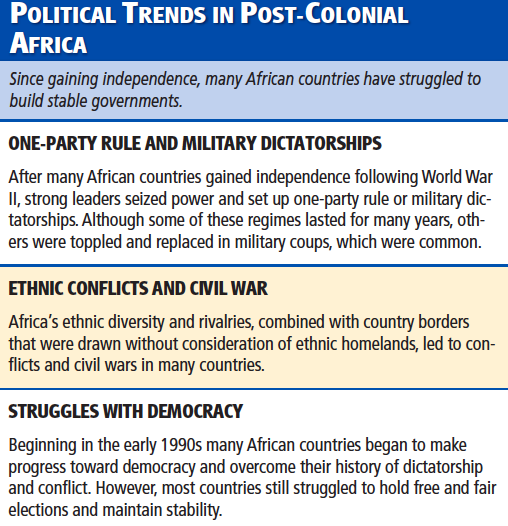 POLITICAL TRENDS IN POST-COLONIAL
AFRICA
Since gaining independence, many African countries have struggled to
build stable governments.
ONE-PARTY RULE AND MILITARY DICTATORSHIPS
After many African countries gained independence following World War
II, strong leaders seized power and set up one-party rule or military dic-
tatorships. Although some of these regimes lasted for many years, oth-
ers were toppled and replaced in military coups, which were common.
ETHNIC CONFLICTS AND CIVIL WAR
Africa's ethnic diversity and rivalries, combined with country borders
that were drawn without consideration of ethnic homelands, led to con-
flicts and civil wars in many countries.
STRUGGLES WITH DEMOCRACY
Beginning in the early 1990s many African countries began to make
progress toward democracy and overcome their history of dictatorship
and conflict. However, most countries still struggled to hold free and fair
elections and maintain stability.